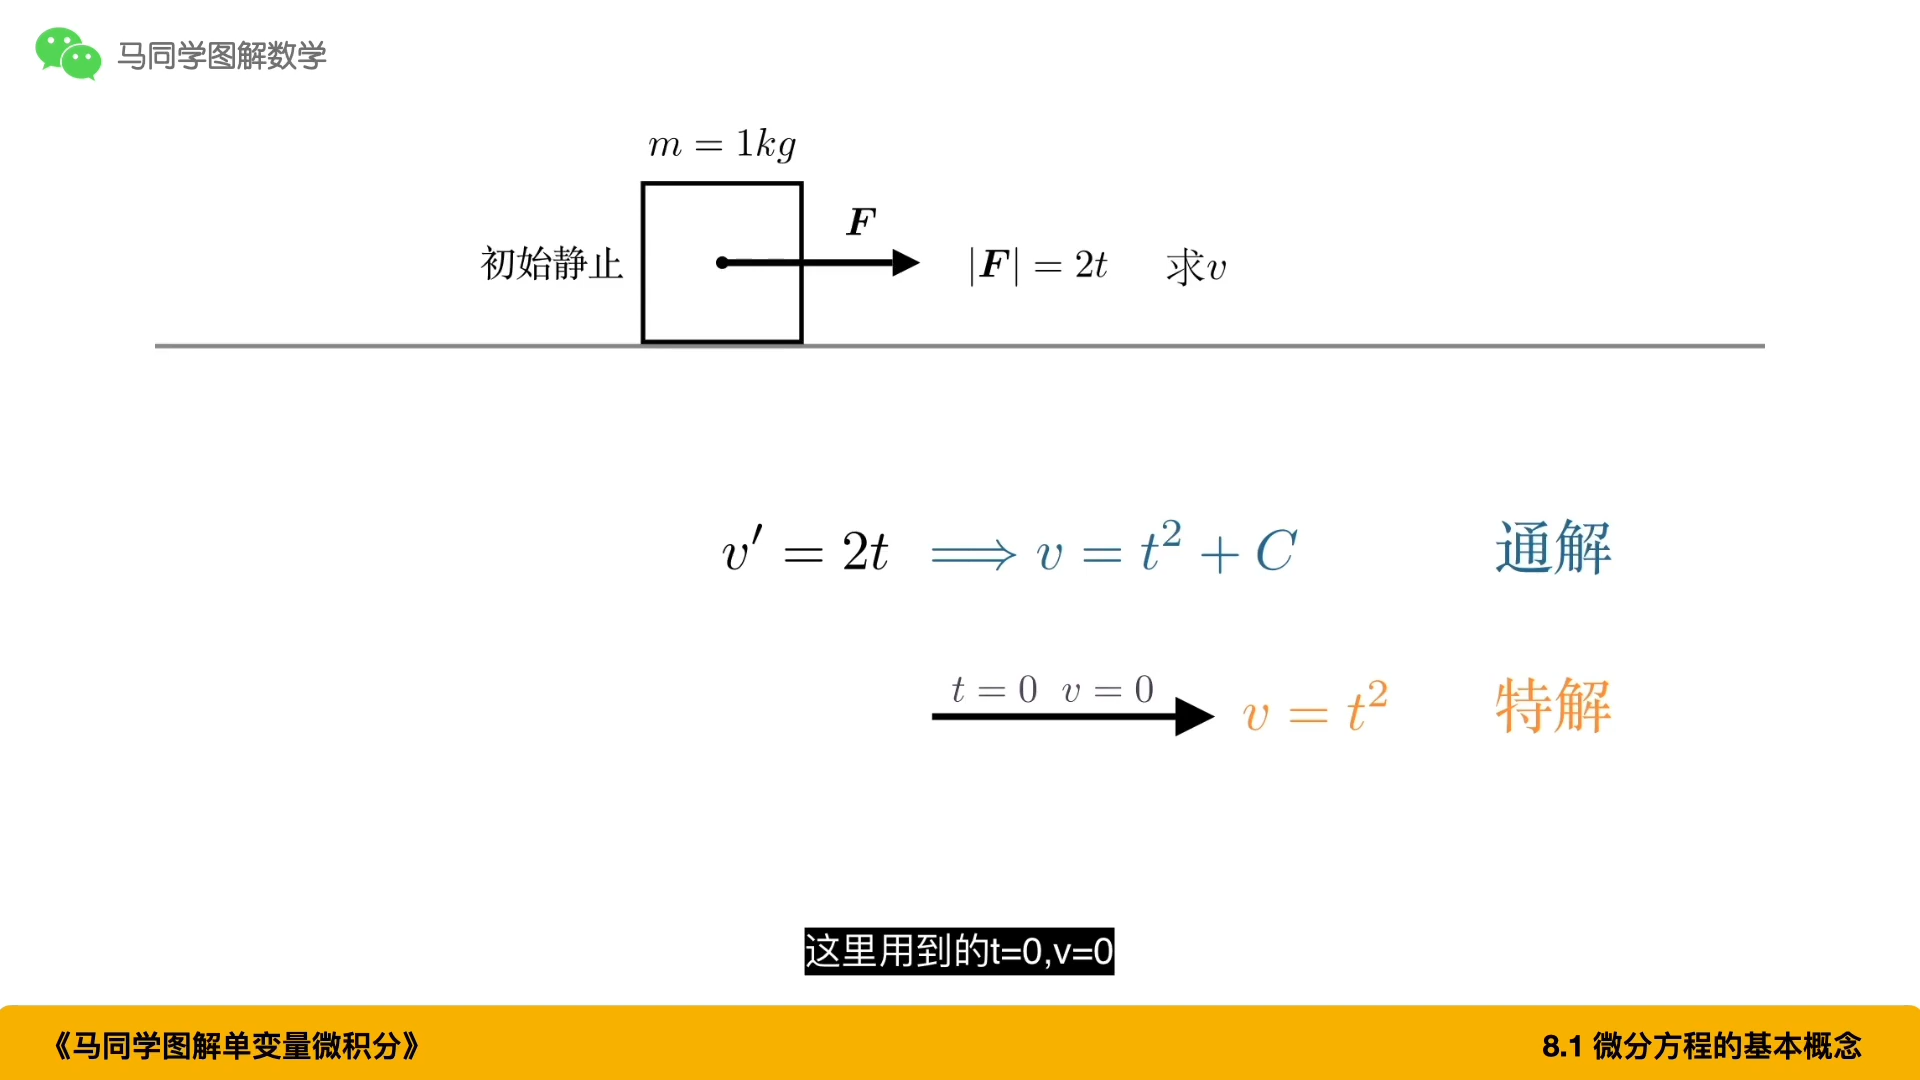 马同学图解数学
m = 1kg
F
初始静止
|F| = 2t 求v
v′ = 2t ⟹ v = t² + C 通解
t = 0 v = 0
v = t² 特解
这里用到的t=0,v=0
《马同学图解单变量微积分》
8.1 微分方程的基本概念